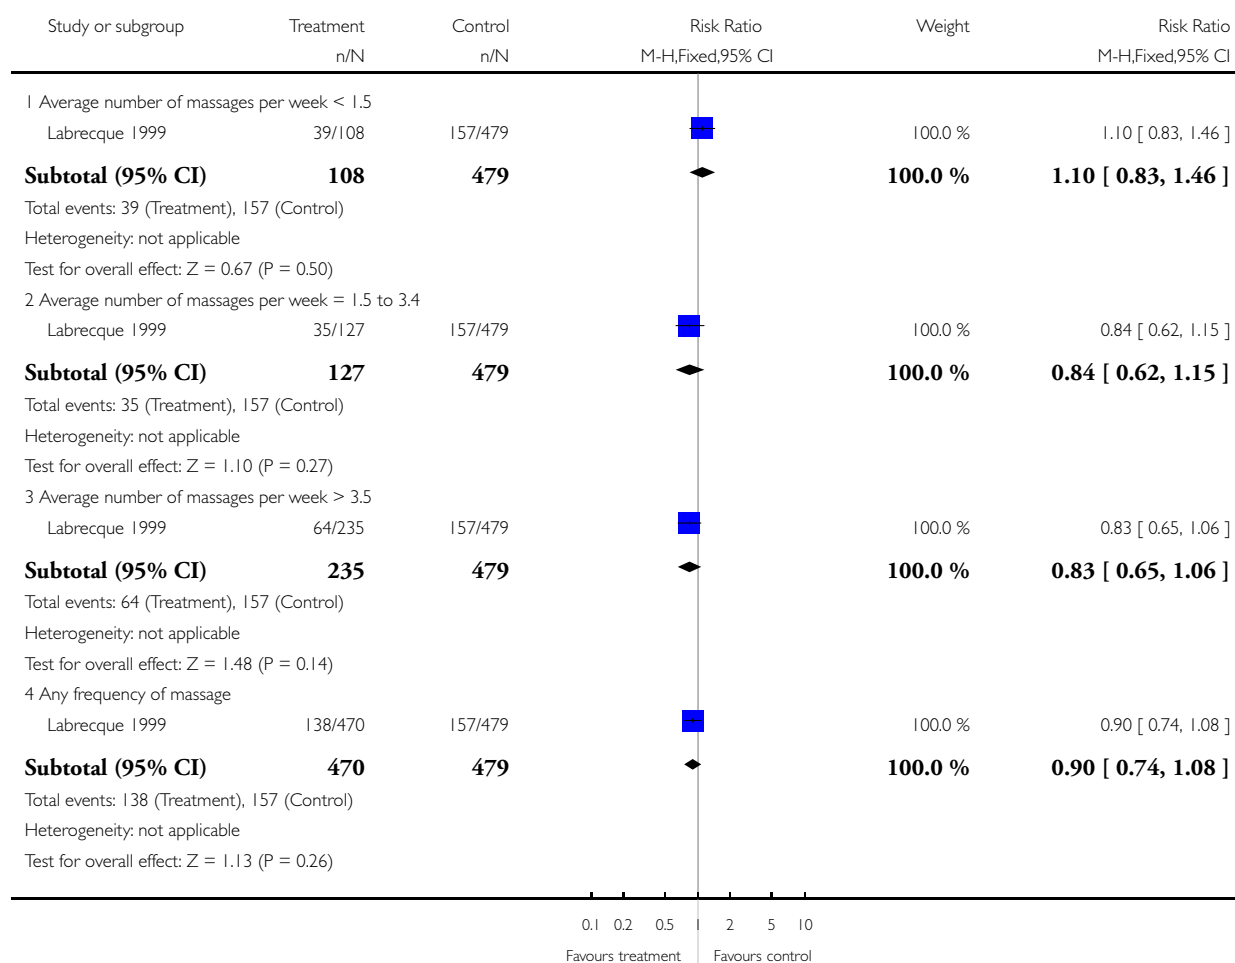 Study or subgroup Treatment Control Risk Ratio Weight Risk Ratio
n/N n/N M-H,Fixed,95% CI M-H,Fixed,95% CI
1 Average number of massages per week < 1.5
Labrecque 1999 39/108 157/479 100.0 % 1.10 [ 0.83, 1.46 ]
Subtotal (95% CI) 108 479 100.0 % 1.10 [ 0.83, 1.46 ]
Total events: 39 (Treatment), 157 (Control)
Heterogeneity: not applicable
Test for overall effect: Z = 0.67 (P = 0.50)
2 Average number of massages per week = 1.5 to 3.4
Labrecque 1999 35/127 157/479 100.0 % 0.84 [ 0.62, 1.15 ]
Subtotal (95% CI) 127 479 100.0 % 0.84 [ 0.62, 1.15 ]
Total events: 35 (Treatment), 157 (Control)
Heterogeneity: not applicable
Test for overall effect: Z = 1.10 (P = 0.27)
3 Average number of massages per week > 3.5
Labrecque 1999 64/235 157/479 100.0 % 0.83 [ 0.65, 1.06 ]
Subtotal (95% CI) 235 479 100.0 % 0.83 [ 0.65, 1.06 ]
Total events: 64 (Treatment), 157 (Control)
Heterogeneity: not applicable
Test for overall effect: Z = 1.48 (P = 0.14)
4 Any frequency of massage
Labrecque 1999 138/470 157/479 100.0 % 0.90 [ 0.74, 1.08 ]
Subtotal (95% CI) 470 479 100.0 % 0.90 [ 0.74, 1.08 ]
Total events: 138 (Treatment), 157 (Control)
Heterogeneity: not applicable
Test for overall effect: Z = 1.13 (P = 0.26)
0.1 0.2 0.5 1 2 5 10
Favours treatment Favours control